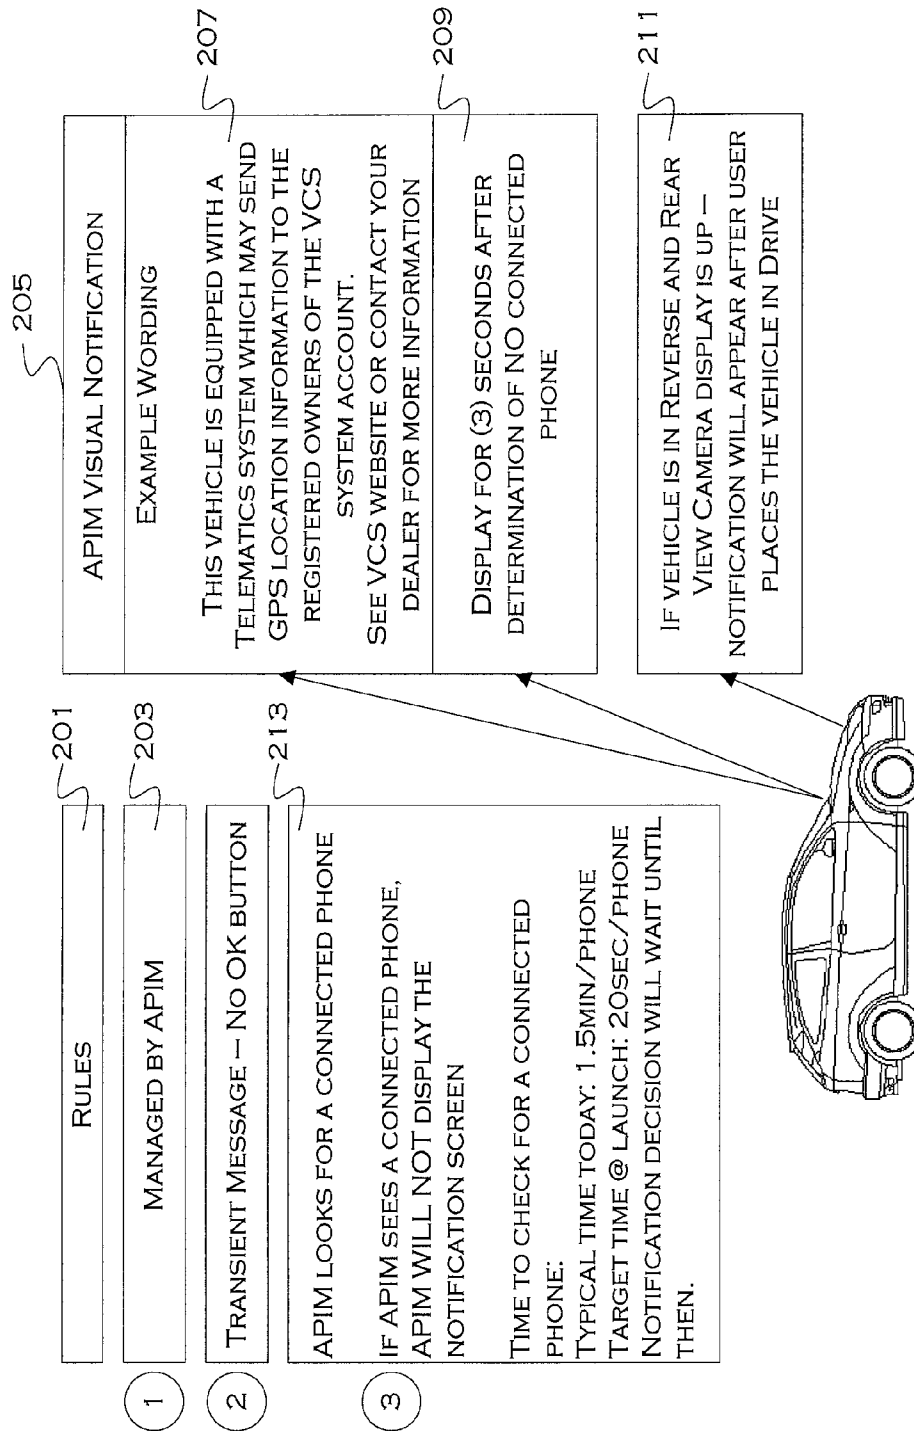 RULES
201
1
MANAGED BY APIM
203
2
TRANSIENT MESSAGE – NO OK BUTTON
3
APIM LOOKS FOR A CONNECTED PHONE
IF APIM SEES A CONNECTED PHONE,
APIM WILL NOT DISPLAY THE
NOTIFICATION SCREEN
TIME TO CHECK FOR A CONNECTED
PHONE:
TYPICAL TIME TODAY: 1.5MIN/PHONE
TARGET TIME @ LAUNCH: 20SEC/PHONE
NOTIFICATION DECISION WILL WAIT UNTIL
THEN.
213
205
APIM VISUAL NOTIFICATION
EXAMPLE WORDING
THIS VEHICLE IS EQUIPPED WITH A
TELEMATICS SYSTEM WHICH MAY SEND
GPS LOCATION INFORMATION TO THE
REGISTERED OWNERS OF THE VCS
SYSTEM ACCOUNT.
SEE VCS WEBSITE OR CONTACT YOUR
DEALER FOR MORE INFORMATION
207
DISPLAY FOR (3) SECONDS AFTER
DETERMINATION OF NO CONNECTED
PHONE
209
IF VEHICLE IS IN REVERSE AND REAR
VIEW CAMERA DISPLAY IS UP –
NOTIFICATION WILL APPEAR AFTER USER
PLACES THE VEHICLE IN DRIVE
211